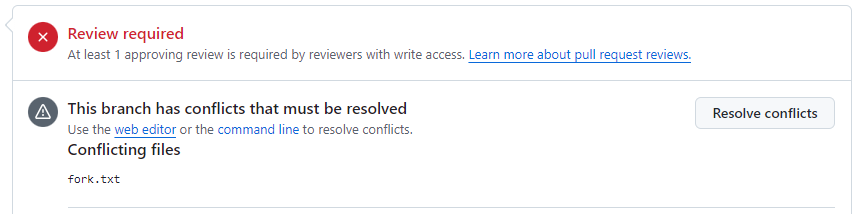 Review required
At least 1 approving review is required by reviewers with write access. Learn more about pull request reviews.
This branch has conflicts that must be resolved
Use the web editor or the command line to resolve conflicts.
Resolve conflicts
Conflicting files
fork.txt